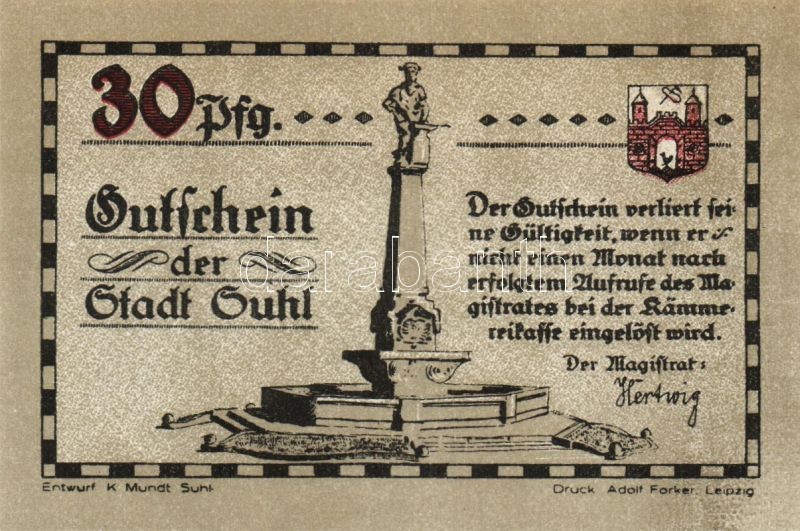 30 Pfg.
Gutschein
der
Stadt Suhl
Der Gutschein verliert sei-
ne Gültigkeit, wenn er
nicht einen Monat nach
erfolgtem Aufrufe des Ma-
gistrates bei der Kämme-
reikasse eingelöst wird.
Der Magistrat:
Hertwig
Entwurf K Mundt Suhl.
Druck Adolf Forker, Leipzig
darabanth